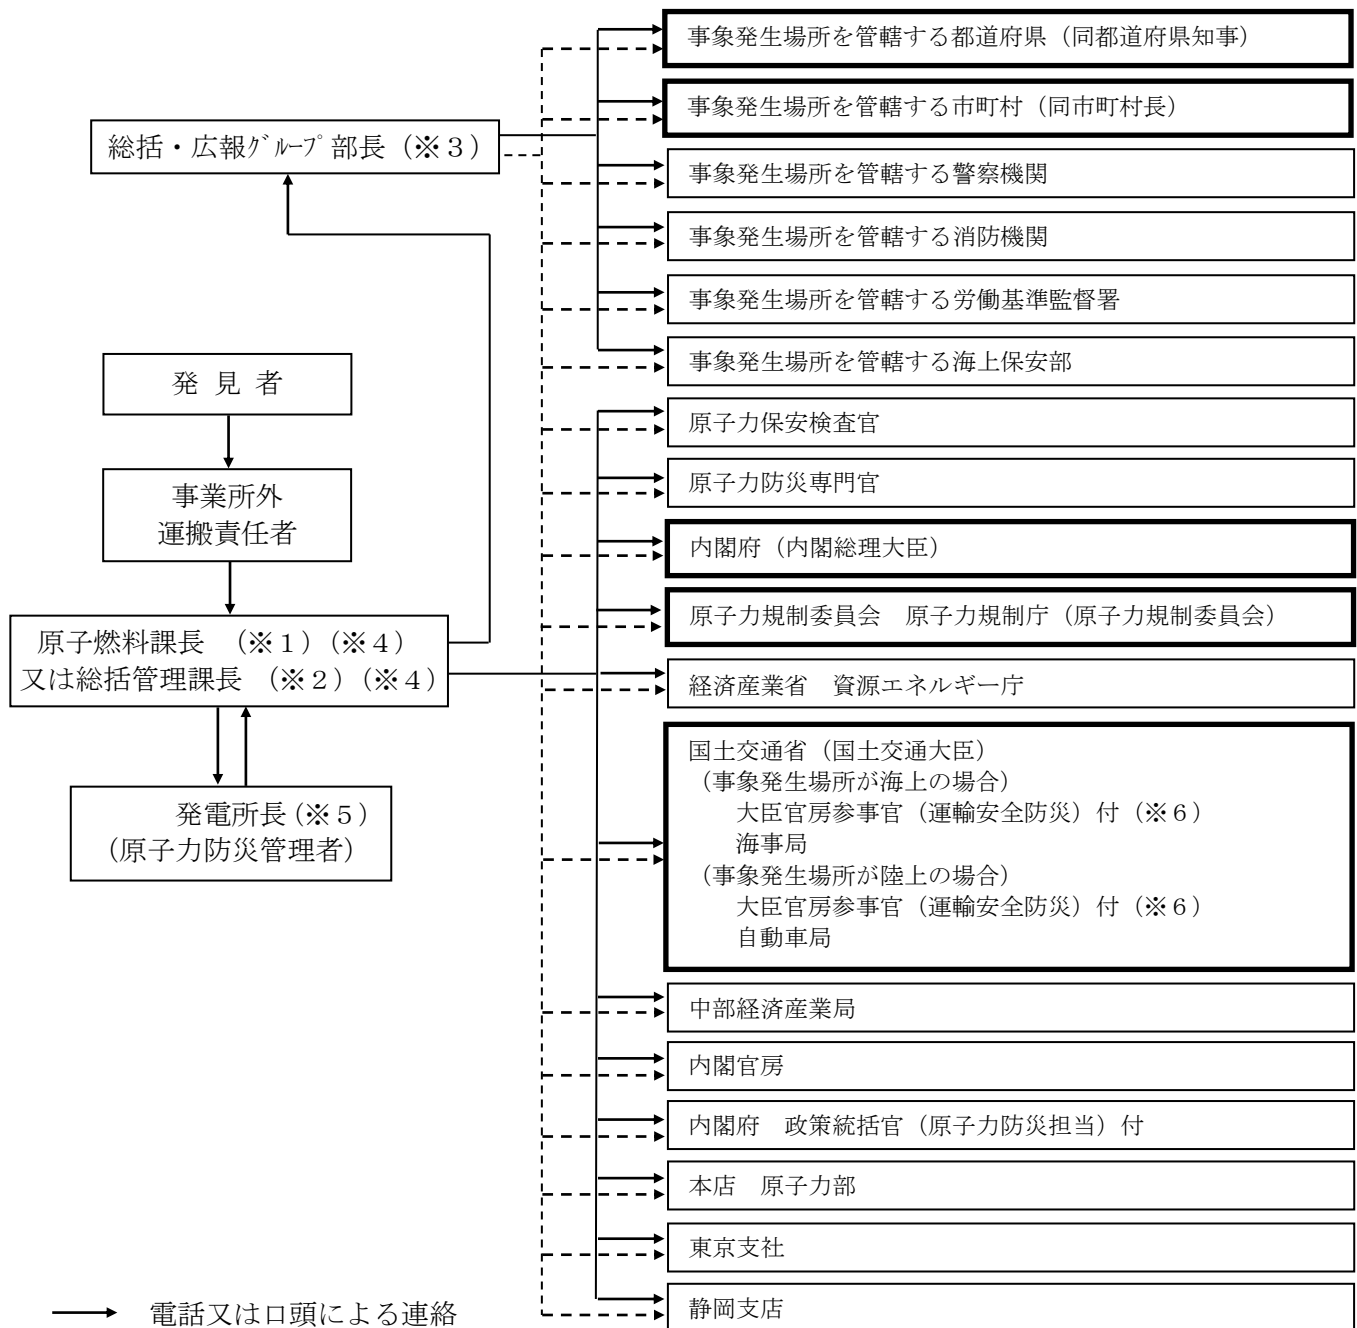 事象発生場所を管轄する都道府県（同都道府県知事）
事象発生場所を管轄する市町村（同市町村長）
総括・広報ｸﾞﾙｰﾌﾟ部長（※３）
事象発生場所を管轄する警察機関
事象発生場所を管轄する消防機関
事象発生場所を管轄する労働基準監督署
事象発生場所を管轄する海上保安部
発 見 者
原子力保安検査官
原子力防災専門官
事業所外
運搬責任者
内閣府（内閣総理大臣）
原子力規制委員会　原子力規制庁（原子力規制委員会）
原子燃料課長　（※１）（※４）
又は総括管理課長　（※２）（※４）
経済産業省　資源エネルギー庁
国土交通省（国土交通大臣）
（事象発生場所が海上の場合）
大臣官房参事官（運輸安全防災）付（※６）
海事局
（事象発生場所が陸上の場合）
大臣官房参事官（運輸安全防災）付（※６）
自動車局
発電所長（※５）
（原子力防災管理者）
中部経済産業局
内閣官房
内閣府　政策統括官（原子力防災担当）付
本店　原子力部
東京支社
静岡支店
電話又は口頭による連絡